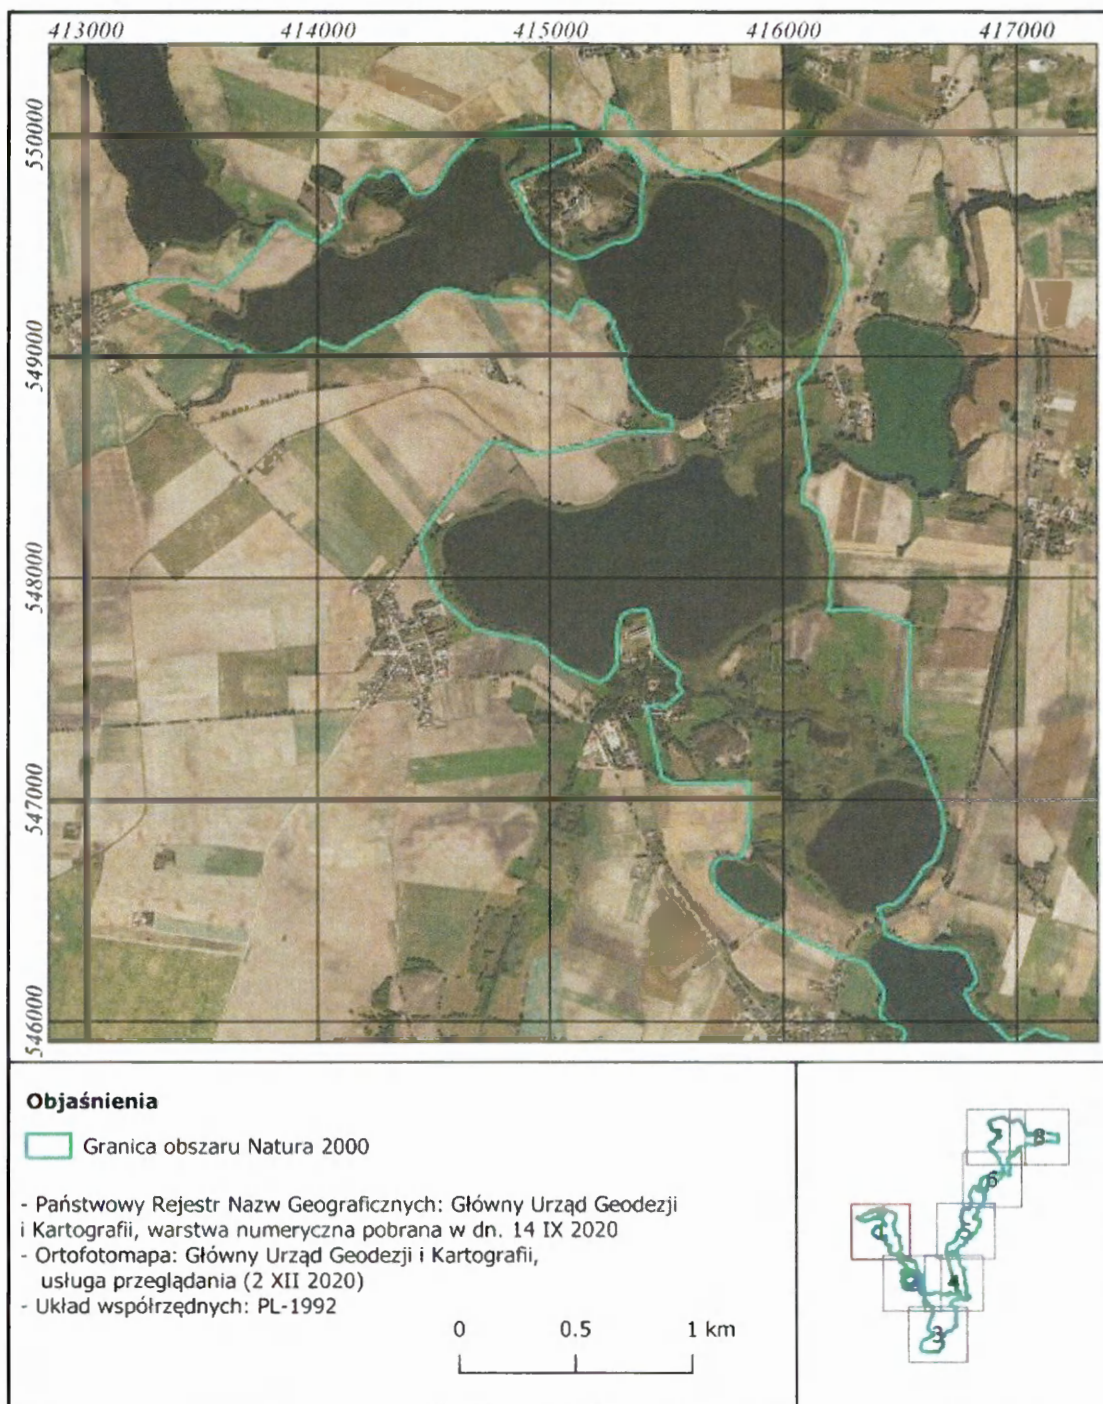 413000 414000 415000 416000 417000
550000
549000
548000
547000
546000
Objaśnienia
Granica obszaru Natura 2000
- Państwowy Rejestr Nazw Geograficznych: Główny Urząd Geodezji
i Kartografii, warstwa numeryczna pobrana w dn. 14 IX 2020
- Ortofotomapa: Główny Urząd Geodezji i Kartografii,
usługa przeglądania (2 XII 2020)
- Układ współrzędnych: PL-1992
0 0.5 1 km
8
6
4
3